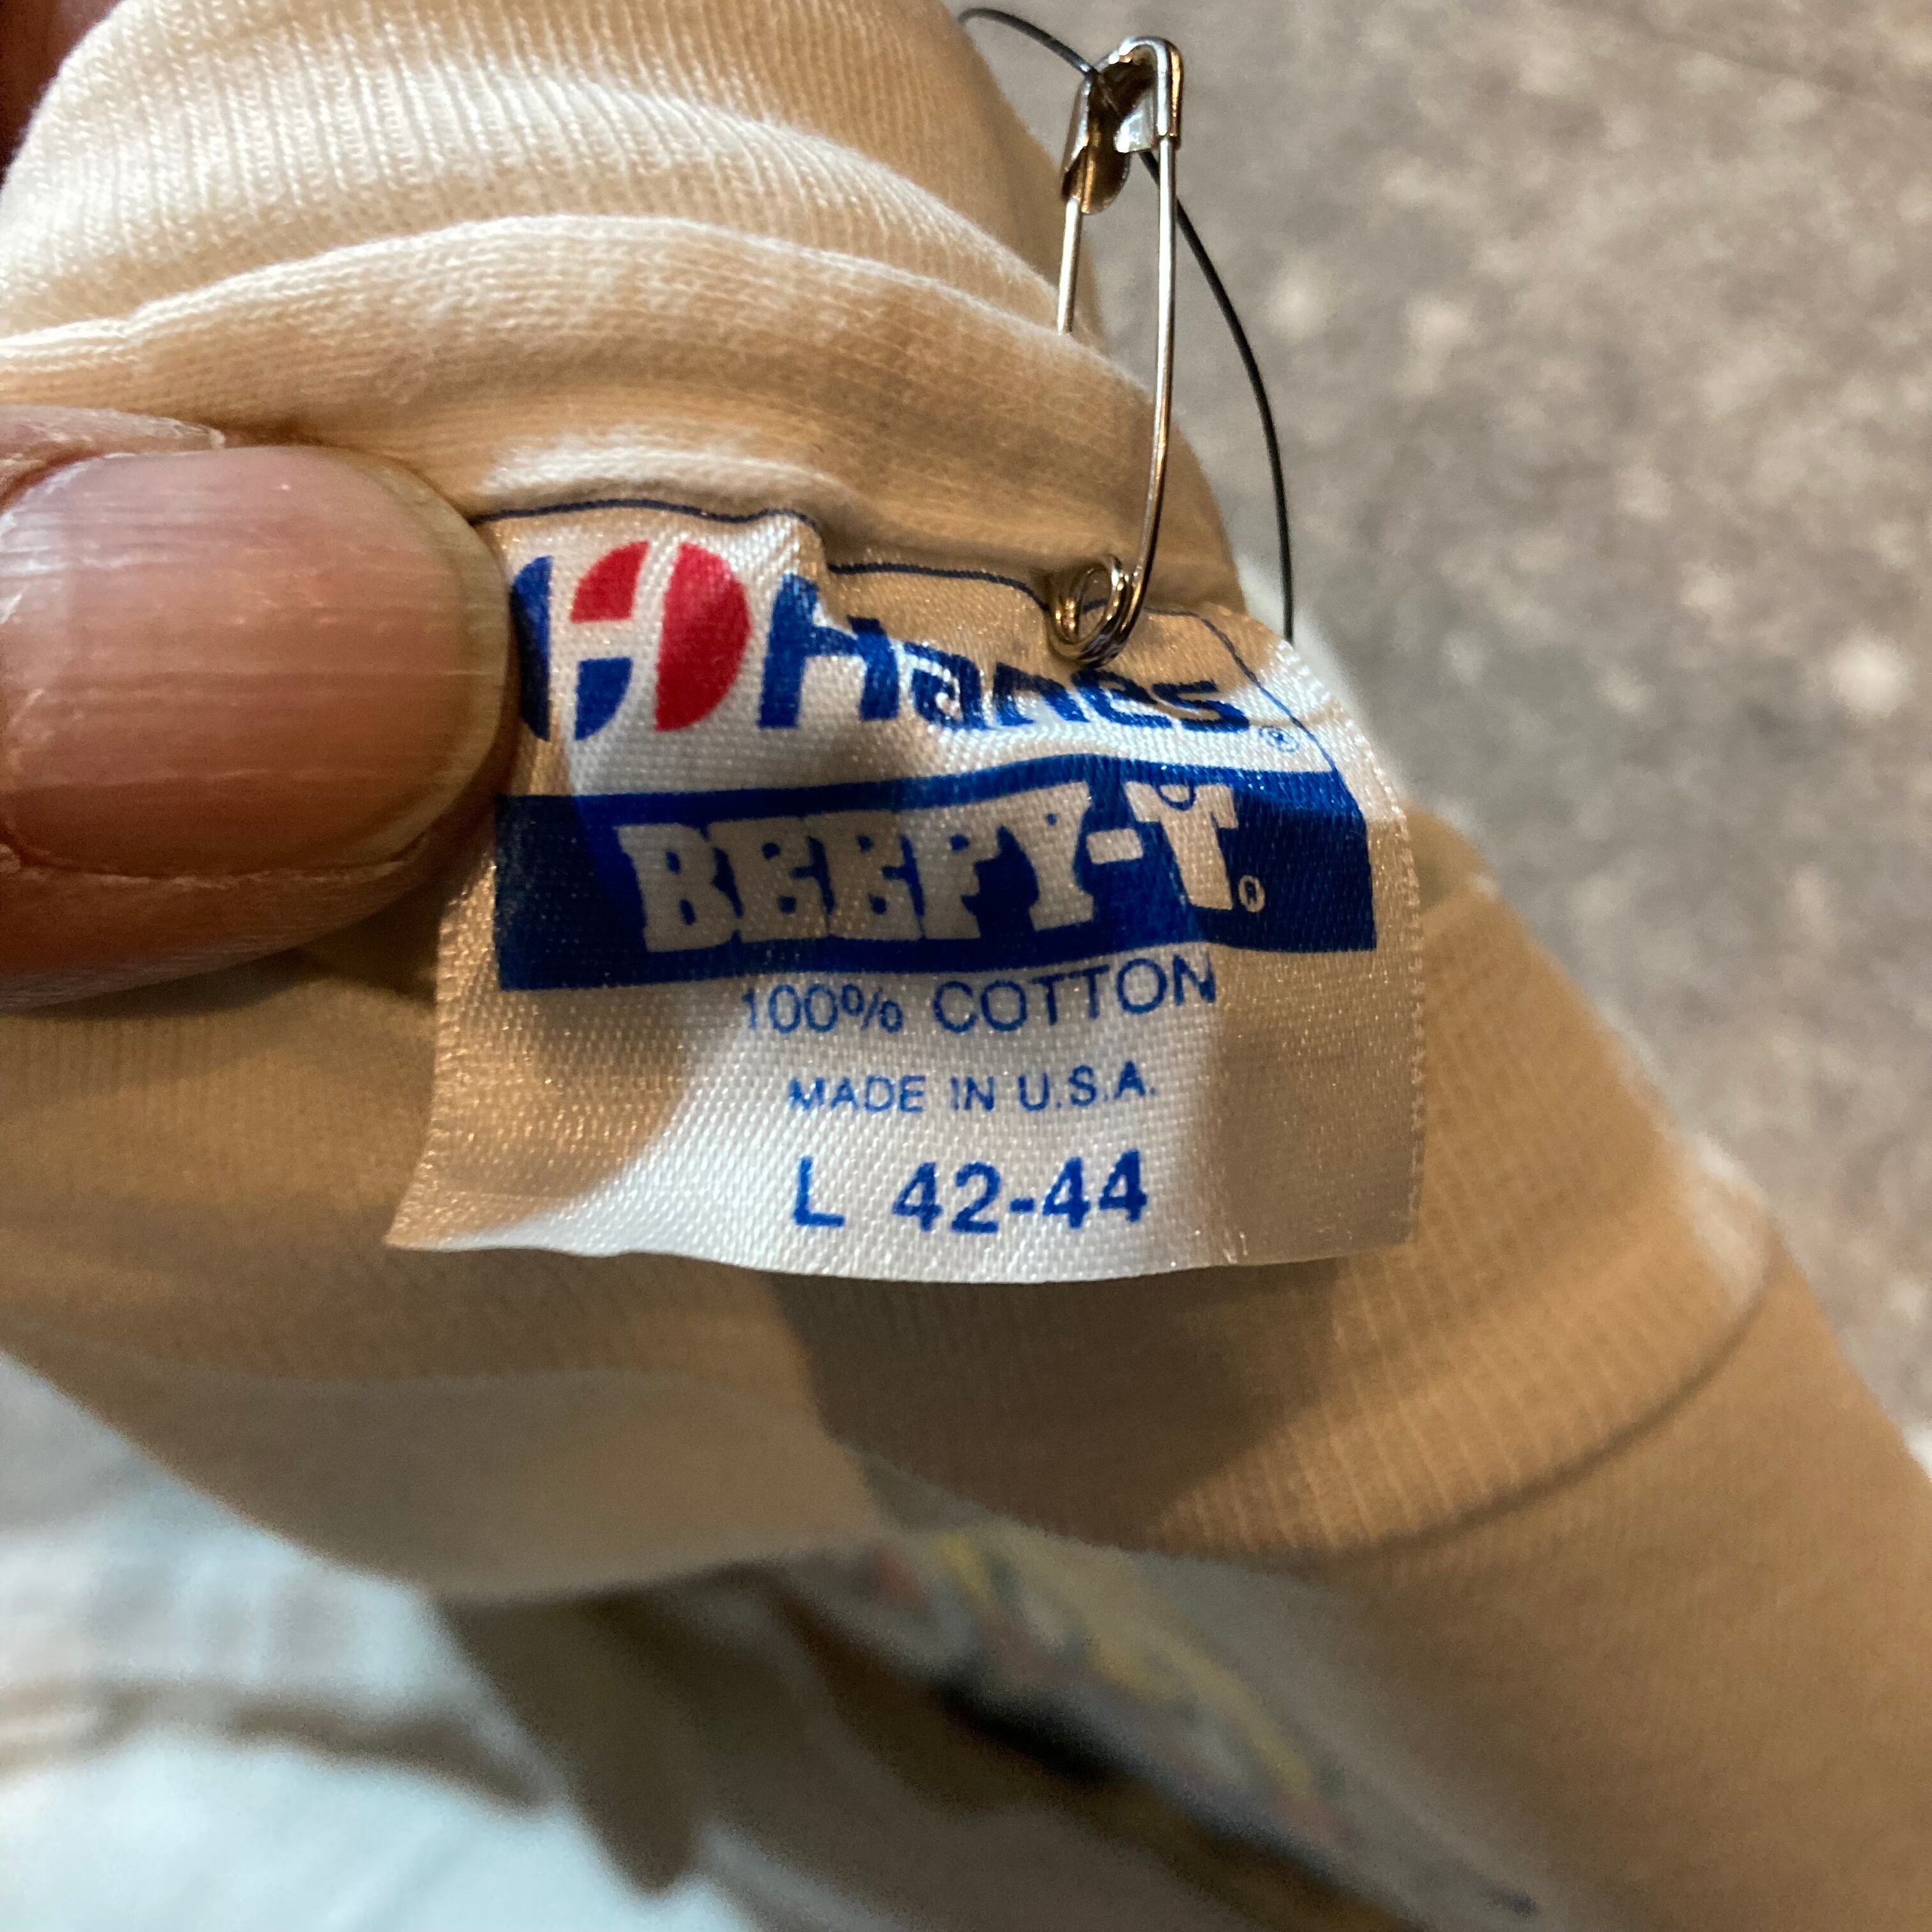 Hanes®
BEEFY-T®
100% COTTON
MADE IN U.S.A.
L 42-44